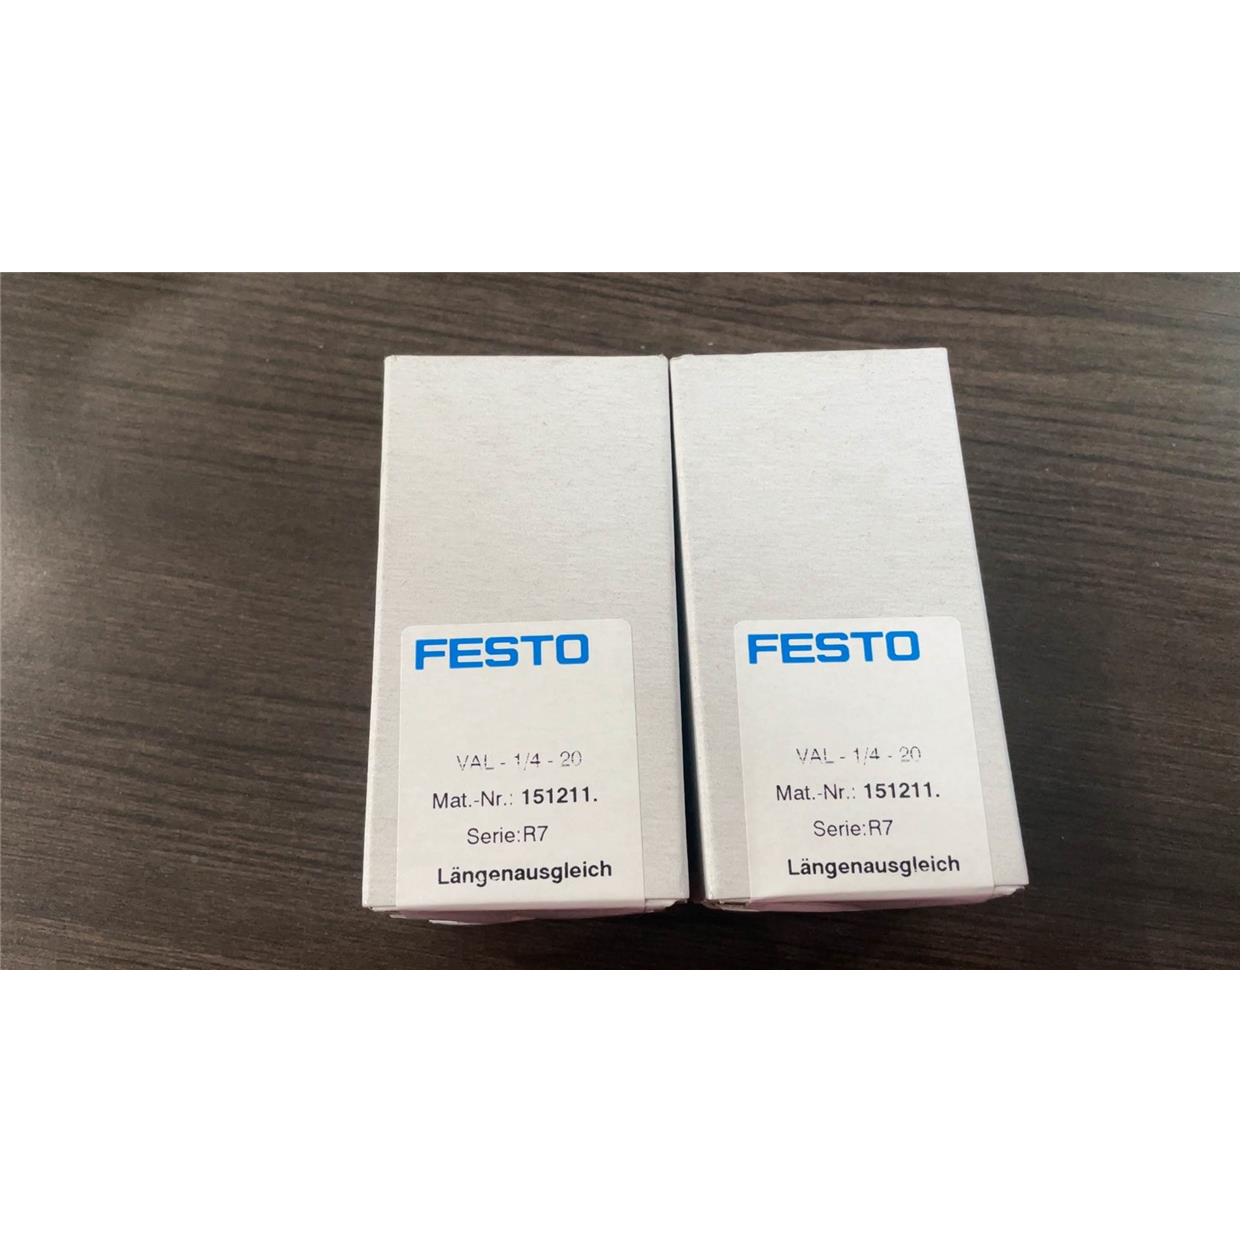 FESTO
VAL - 1/4 - 20
Mat.-Nr.: 151211.
Serie:R7
Längenausgleich
FESTO
VAL - 1/4 - 20
Mat.-Nr.: 151211.
Serie:R7
Längenausgleich